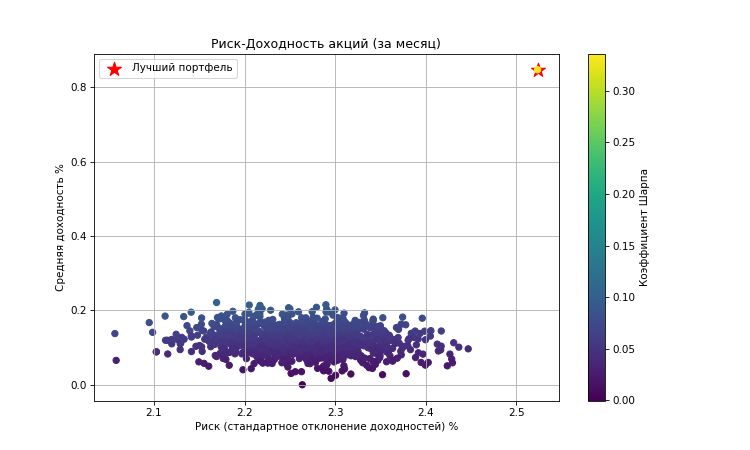 Риск-Доходность акций (за месяц)
Лучший портфель
Средняя доходность %
0.8
0.6
0.4
0.2
0.0
2.1 2.2 2.3 2.4 2.5
Риск (стандартное отклонение доходностей) %
0.30
0.25
0.20
0.15
0.10
0.05
0.00
Коэффициент Шарпа